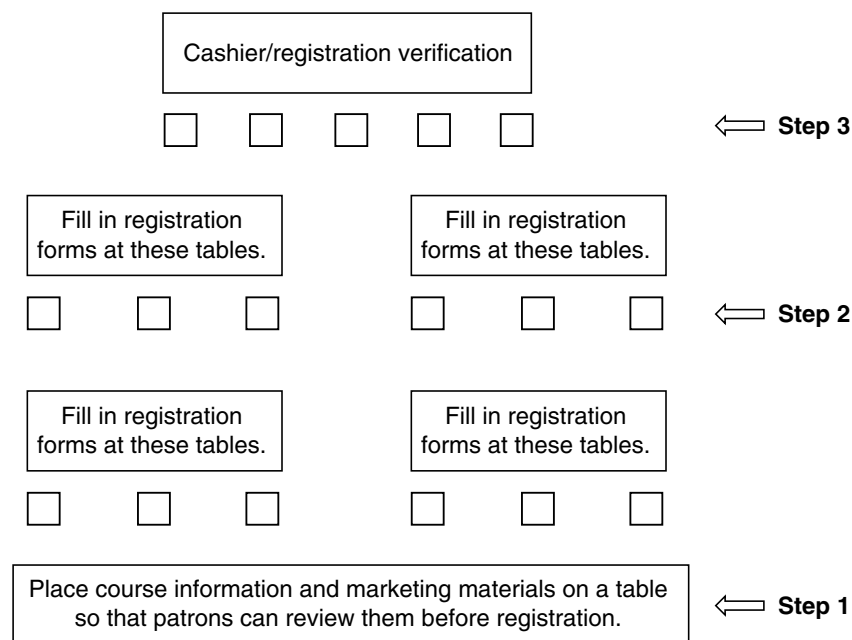 Cashier/registration verification
Step 3
Fill in registration
forms at these tables.
Fill in registration
forms at these tables.
Step 2
Fill in registration
forms at these tables.
Fill in registration
forms at these tables.
Place course information and marketing materials on a table
so that patrons can review them before registration.
Step 1